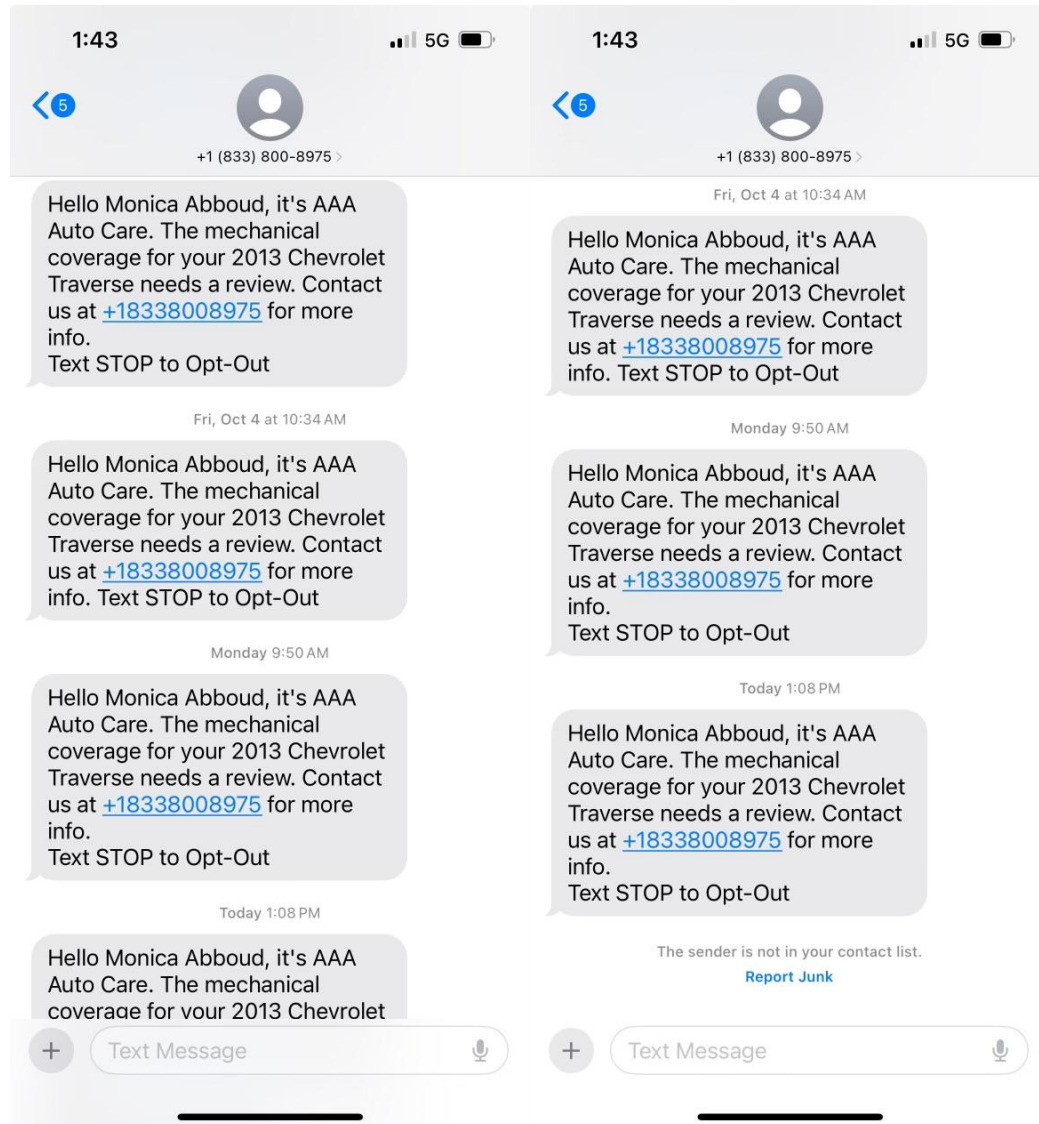 1:43
5G
5
+1 (833) 800-8975
Hello Monica Abboud, it's AAA
Auto Care. The mechanical
coverage for your 2013 Chevrolet
Traverse needs a review. Contact
us at +18338008975 for more
info.
Text STOP to Opt-Out
Fri, Oct 4 at 10:34 AM
Hello Monica Abboud, it's AAA
Auto Care. The mechanical
coverage for your 2013 Chevrolet
Traverse needs a review. Contact
us at +18338008975 for more
info. Text STOP to Opt-Out
Monday 9:50 AM
Hello Monica Abboud, it's AAA
Auto Care. The mechanical
coverage for your 2013 Chevrolet
Traverse needs a review. Contact
us at +18338008975 for more
info.
Text STOP to Opt-Out
Today 1:08 PM
Hello Monica Abboud, it's AAA
Auto Care. The mechanical
coverage for your 2013 Chevrolet
Text Message
1:43
5G
5
+1 (833) 800-8975
Fri, Oct 4 at 10:34 AM
Hello Monica Abboud, it's AAA
Auto Care. The mechanical
coverage for your 2013 Chevrolet
Traverse needs a review. Contact
us at +18338008975 for more
info. Text STOP to Opt-Out
Monday 9:50 AM
Hello Monica Abboud, it's AAA
Auto Care. The mechanical
coverage for your 2013 Chevrolet
Traverse needs a review. Contact
us at +18338008975 for more
info.
Text STOP to Opt-Out
Today 1:08 PM
Hello Monica Abboud, it's AAA
Auto Care. The mechanical
coverage for your 2013 Chevrolet
Traverse needs a review. Contact
us at +18338008975 for more
info.
Text STOP to Opt-Out
The sender is not in your contact list.
Report Junk
Text Message